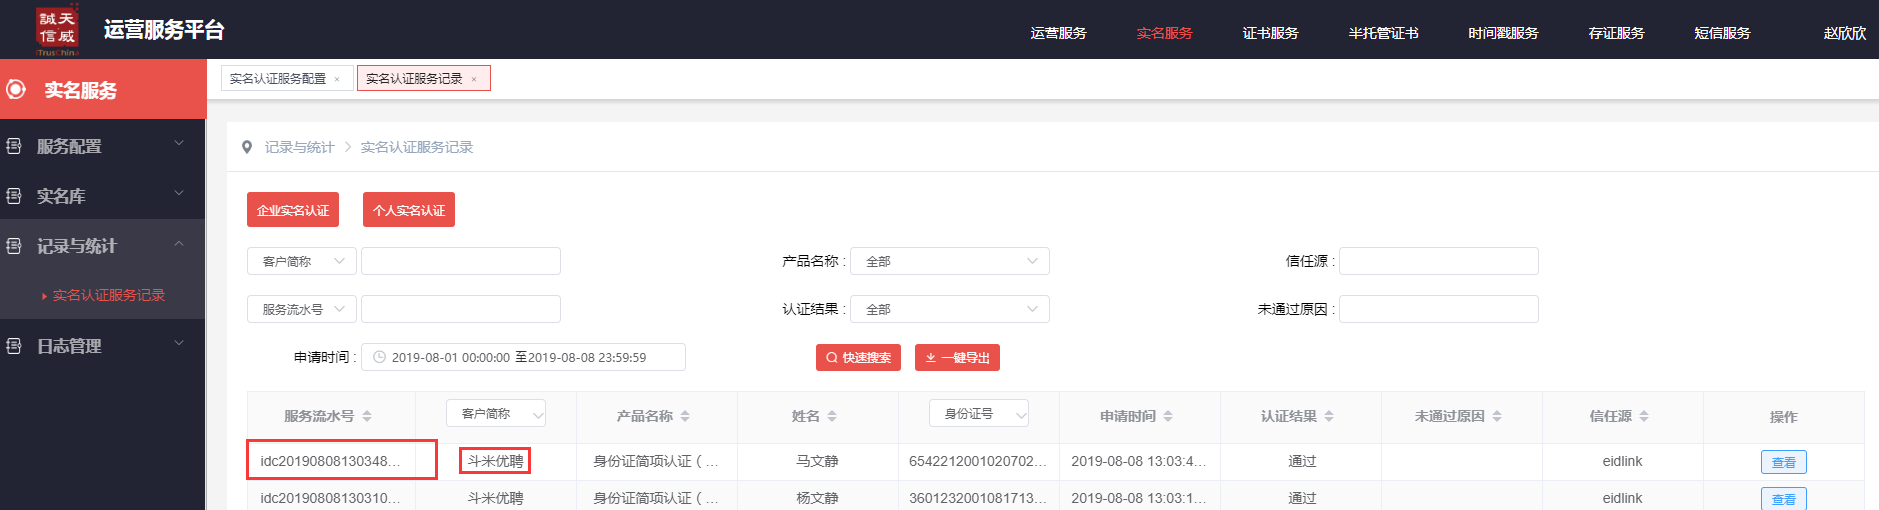 誠天
信威
iTrusChina
运营服务平台
运营服务 实名服务 证书服务 半托管证书 时间戳服务 存证服务 短信服务 赵欣欣
实名服务
实名认证服务配置 × 实名认证服务记录 ×
服务配置
实名库
记录与统计
实名认证服务记录
日志管理
记录与统计 > 实名认证服务记录
企业实名认证 个人实名认证
客户简称 产品名称 : 全部 信任源 :
服务流水号 认证结果 : 全部 未通过原因 :
申请时间 : 2019-08-01 00:00:00 至2019-08-08 23:59:59 快速搜索 一键导出
服务流水号 客户简称 产品名称 姓名 身份证号 申请时间 认证结果 未通过原因 信任源 操作
idc20190808130348... 斗米优聘 身份证简项认证（... 马文静 6542212001020702... 2019-08-08 13:03:4... 通过 eidlink 查看
idc20190808130310... 斗米优聘 身份证简项认证（... 杨文静 3601232001081713... 2019-08-08 13:03:1... 通过 eidlink 查看